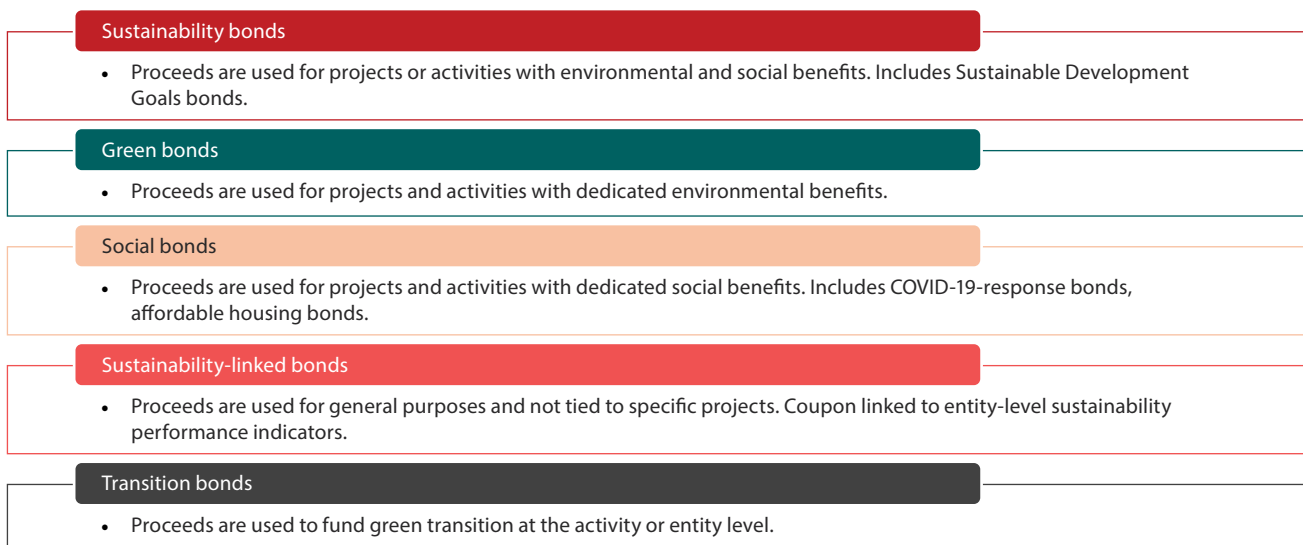 Sustainability bonds
• Proceeds are used for projects or activities with environmental and social benefits. Includes Sustainable Development
Goals bonds.
Green bonds
• Proceeds are used for projects and activities with dedicated environmental benefits.
Social bonds
• Proceeds are used for projects and activities with dedicated social benefits. Includes COVID-19-response bonds,
affordable housing bonds.
Sustainability-linked bonds
• Proceeds are used for general purposes and not tied to specific projects. Coupon linked to entity-level sustainability
performance indicators.
Transition bonds
• Proceeds are used to fund green transition at the activity or entity level.